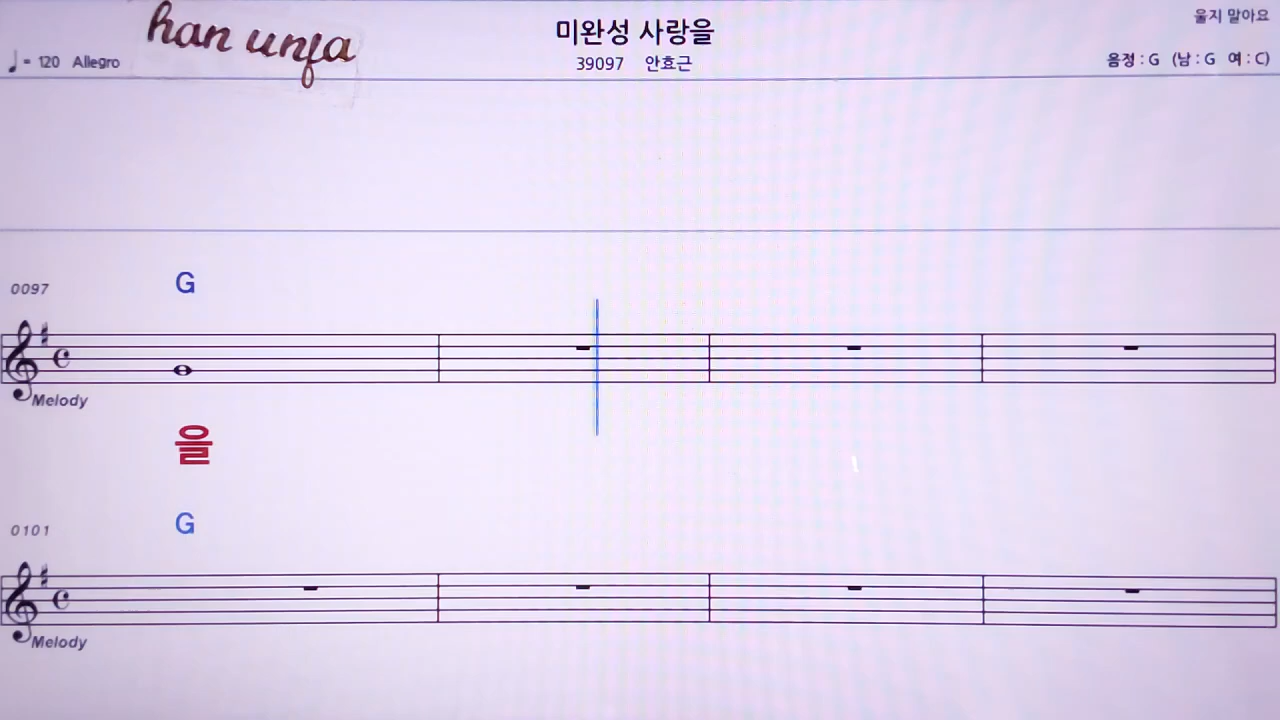 han unja
미완성 사랑을
울지 말아요
♩= 120 Allegro
39097 안효근
음정 : G (남 : G 여 : C)
G
0097
Melody
을
G
0101
Melody